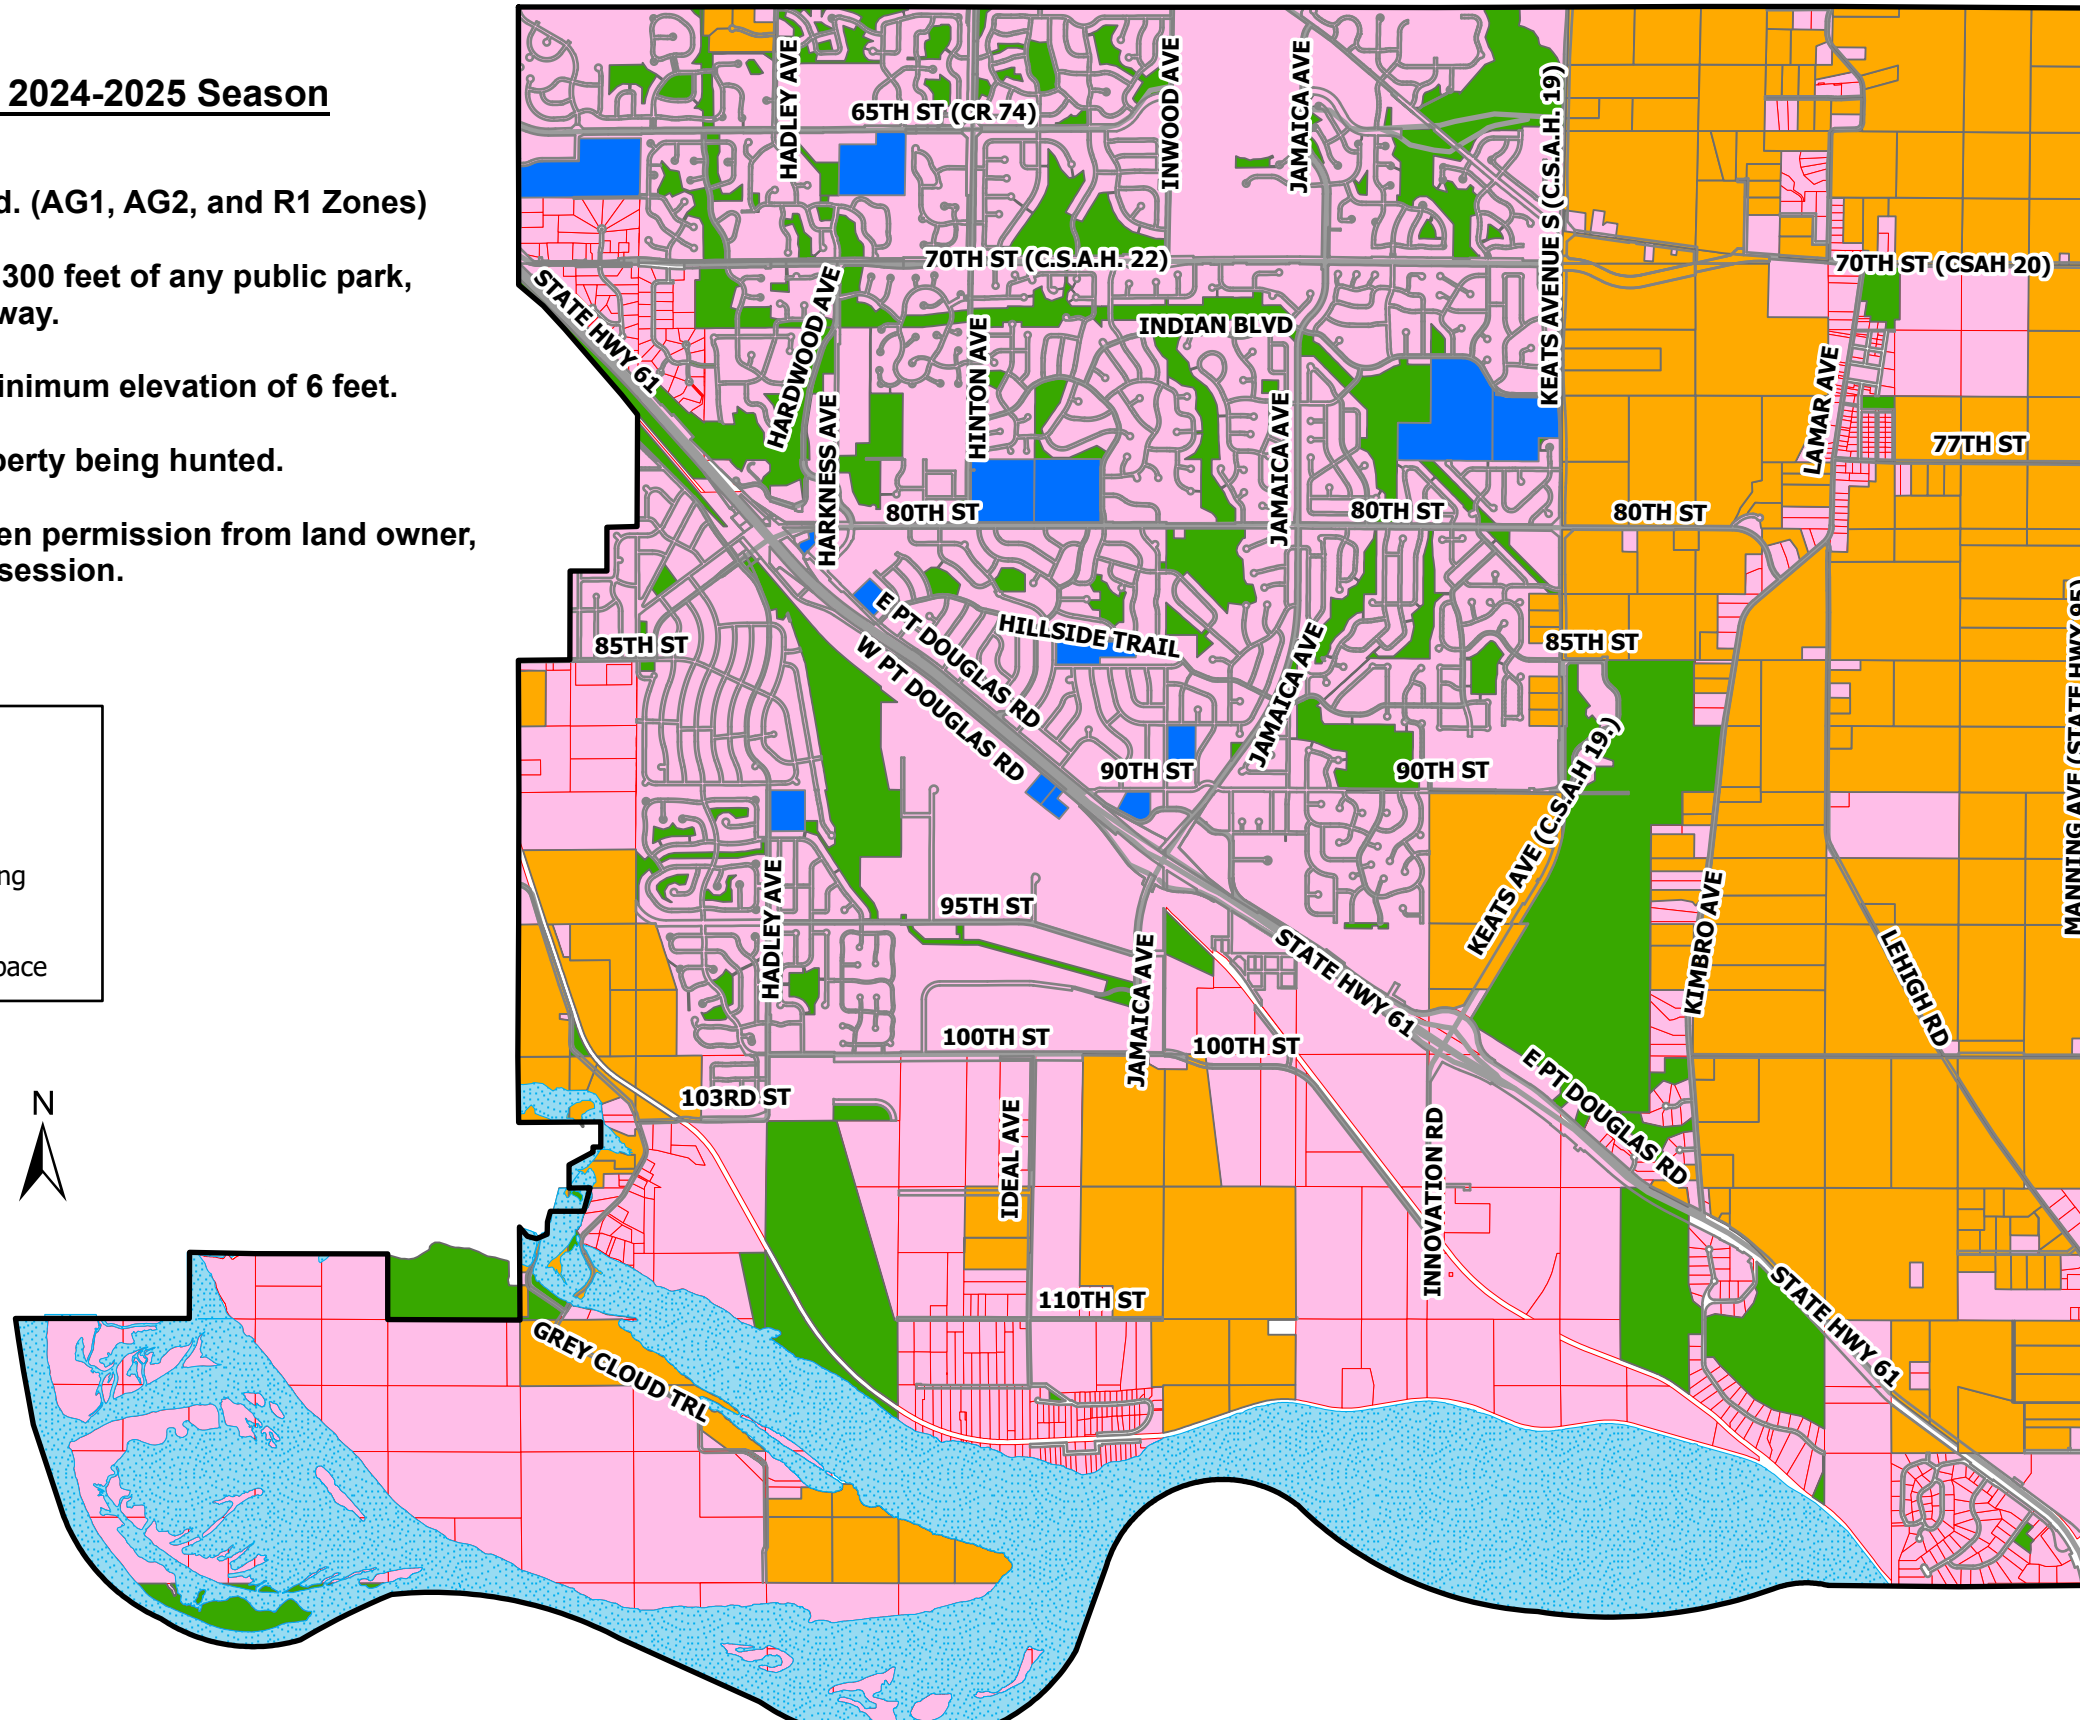 2024-2025 Season
d. (AG1, AG2, and R1 Zones)
300 feet of any public park,
way.
inimum elevation of 6 feet.
perty being hunted.
en permission from land owner,
session.
ng
pace
N
HADLEY AVE
65TH ST (CR 74)
INWOOD AVE
JAMAICA AVE
KEATS AVENUE S (C.S.A.H. 19)
70TH ST (C.S.A.H. 22)
70TH ST (CSAH 20)
STATE HWY 61
HARDWOOD AVE
INDIAN BLVD
HINTON AVE
LAMAR AVE
HARKNESS AVE
JAMAICA AVE
77TH ST
80TH ST
80TH ST
80TH ST
E PT DOUGLAS RD
HILLSIDE TRAIL
85TH ST
85TH ST
W PT DOUGLAS RD
JAMAICA AVE
MANNING AVE (STATE HWY 95)
90TH ST
90TH ST
KEATS AVE (C.S.A.H 19.)
HADLEY AVE
95TH ST
KIMBRO AVE
LEHIGH RD
JAMAICA AVE
STATE HWY 61
100TH ST
100TH ST
E PT DOUGLAS RD
103RD ST
IDEAL AVE
INNOVATION RD
110TH ST
STATE HWY 61
GREY CLOUD TRL